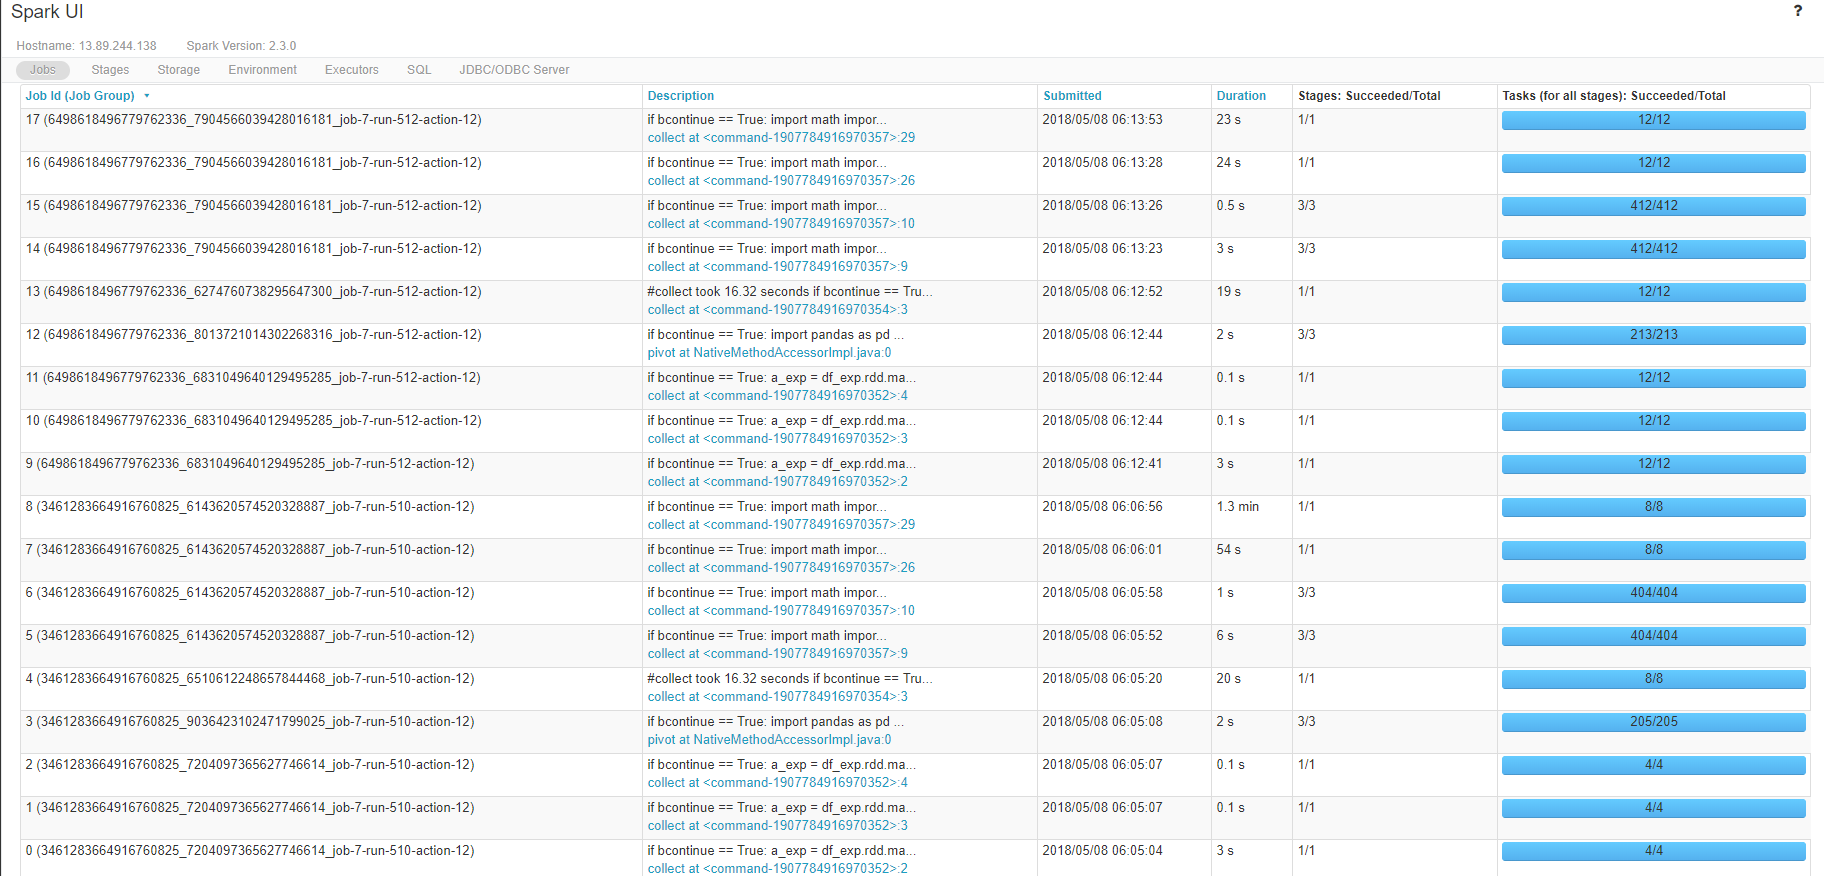 Spark UI
?
Hostname: 13.89.244.138 Spark Version: 2.3.0
Jobs Stages Storage Environment Executors SQL JDBC/ODBC Server
Job Id (Job Group) Description Submitted Duration Stages: Succeeded/Total Tasks (for all stages): Succeeded/Total
17 (6498618496779762336_7904566039428016181_job-7-run-512-action-12) if bcontinue == True: import math impor... 2018/05/08 06:13:53 23 s 1/1 12/12
collect at <command-1907784916970357>:29
16 (6498618496779762336_7904566039428016181_job-7-run-512-action-12) if bcontinue == True: import math impor... 2018/05/08 06:13:28 24 s 1/1 12/12
collect at <command-1907784916970357>:26
15 (6498618496779762336_7904566039428016181_job-7-run-512-action-12) if bcontinue == True: import math impor... 2018/05/08 06:13:26 0.5 s 3/3 412/412
collect at <command-1907784916970357>:10
14 (6498618496779762336_7904566039428016181_job-7-run-512-action-12) if bcontinue == True: import math impor... 2018/05/08 06:13:23 3 s 3/3 412/412
collect at <command-1907784916970357>:9
13 (6498618496779762336_6274760738295647300_job-7-run-512-action-12) #collect took 16.32 seconds if bcontinue == Tru... 2018/05/08 06:12:52 19 s 1/1 12/12
collect at <command-1907784916970354>:3
12 (6498618496779762336_8013721014302268316_job-7-run-512-action-12) if bcontinue == True: import pandas as pd ... 2018/05/08 06:12:44 2 s 3/3 213/213
pivot at NativeMethodAccessorImpl.java:0
11 (6498618496779762336_6831049640129495285_job-7-run-512-action-12) if bcontinue == True: a_exp = df_exp.rdd.ma... 2018/05/08 06:12:44 0.1 s 1/1 12/12
collect at <command-1907784916970352>:4
10 (6498618496779762336_6831049640129495285_job-7-run-512-action-12) if bcontinue == True: a_exp = df_exp.rdd.ma... 2018/05/08 06:12:44 0.1 s 1/1 12/12
collect at <command-1907784916970352>:3
9 (6498618496779762336_6831049640129495285_job-7-run-512-action-12) if bcontinue == True: a_exp = df_exp.rdd.ma... 2018/05/08 06:12:41 3 s 1/1 12/12
collect at <command-1907784916970352>:2
8 (3461283664916760825_6143620574520328887_job-7-run-510-action-12) if bcontinue == True: import math impor... 2018/05/08 06:06:56 1.3 min 1/1 8/8
collect at <command-1907784916970357>:29
7 (3461283664916760825_6143620574520328887_job-7-run-510-action-12) if bcontinue == True: import math impor... 2018/05/08 06:06:01 54 s 1/1 8/8
collect at <command-1907784916970357>:26
6 (3461283664916760825_6143620574520328887_job-7-run-510-action-12) if bcontinue == True: import math impor... 2018/05/08 06:05:58 1 s 3/3 404/404
collect at <command-1907784916970357>:10
5 (3461283664916760825_6143620574520328887_job-7-run-510-action-12) if bcontinue == True: import math impor... 2018/05/08 06:05:52 6 s 3/3 404/404
collect at <command-1907784916970357>:9
4 (3461283664916760825_6510612248657844468_job-7-run-510-action-12) #collect took 16.32 seconds if bcontinue == Tru... 2018/05/08 06:05:20 20 s 1/1 8/8
collect at <command-1907784916970354>:3
3 (3461283664916760825_9036423102471799025_job-7-run-510-action-12) if bcontinue == True: import pandas as pd ... 2018/05/08 06:05:08 2 s 3/3 205/205
pivot at NativeMethodAccessorImpl.java:0
2 (3461283664916760825_7204097365627746614_job-7-run-510-action-12) if bcontinue == True: a_exp = df_exp.rdd.ma... 2018/05/08 06:05:07 0.1 s 1/1 4/4
collect at <command-1907784916970352>:4
1 (3461283664916760825_7204097365627746614_job-7-run-510-action-12) if bcontinue == True: a_exp = df_exp.rdd.ma... 2018/05/08 06:05:07 0.1 s 1/1 4/4
collect at <command-1907784916970352>:3
0 (3461283664916760825_7204097365627746614_job-7-run-510-action-12) if bcontinue == True: a_exp = df_exp.rdd.ma... 2018/05/08 06:05:04 3 s 1/1 4/4
collect at <command-1907784916970352>:2